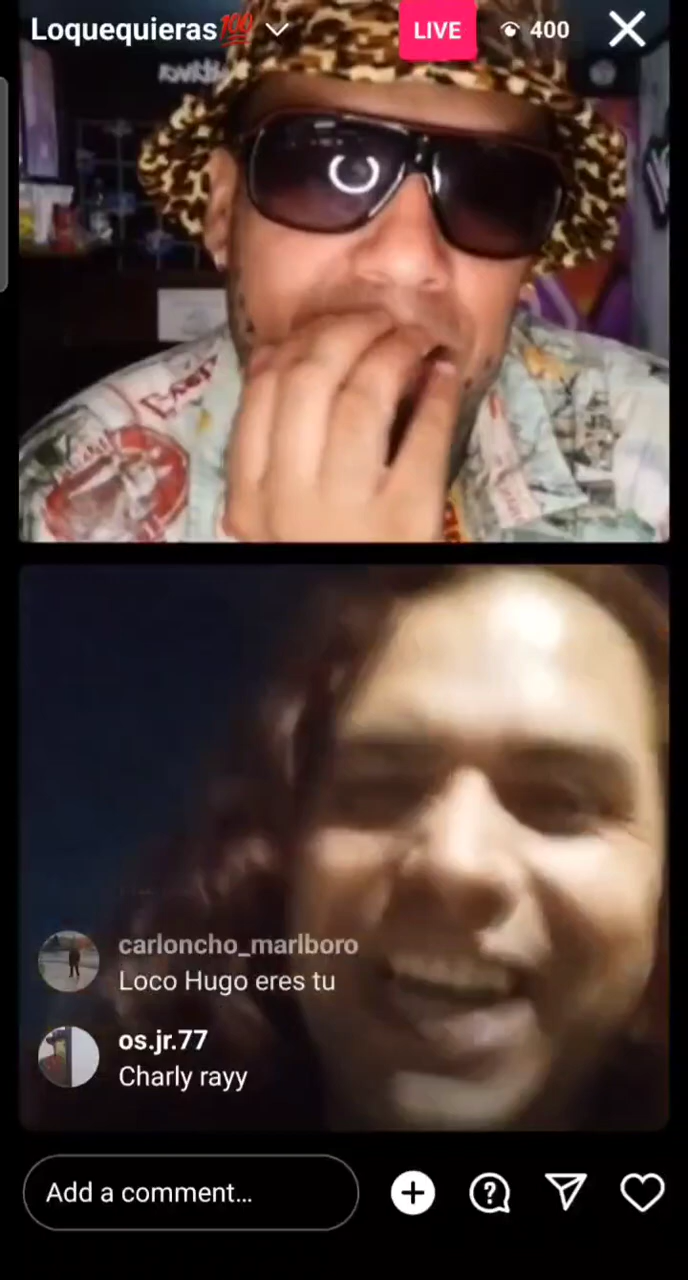 Loquequieras💯
LIVE
400
carloncho_marlboro
Loco Hugo eres tu
os.jr.77
Charly rayy
Add a comment...